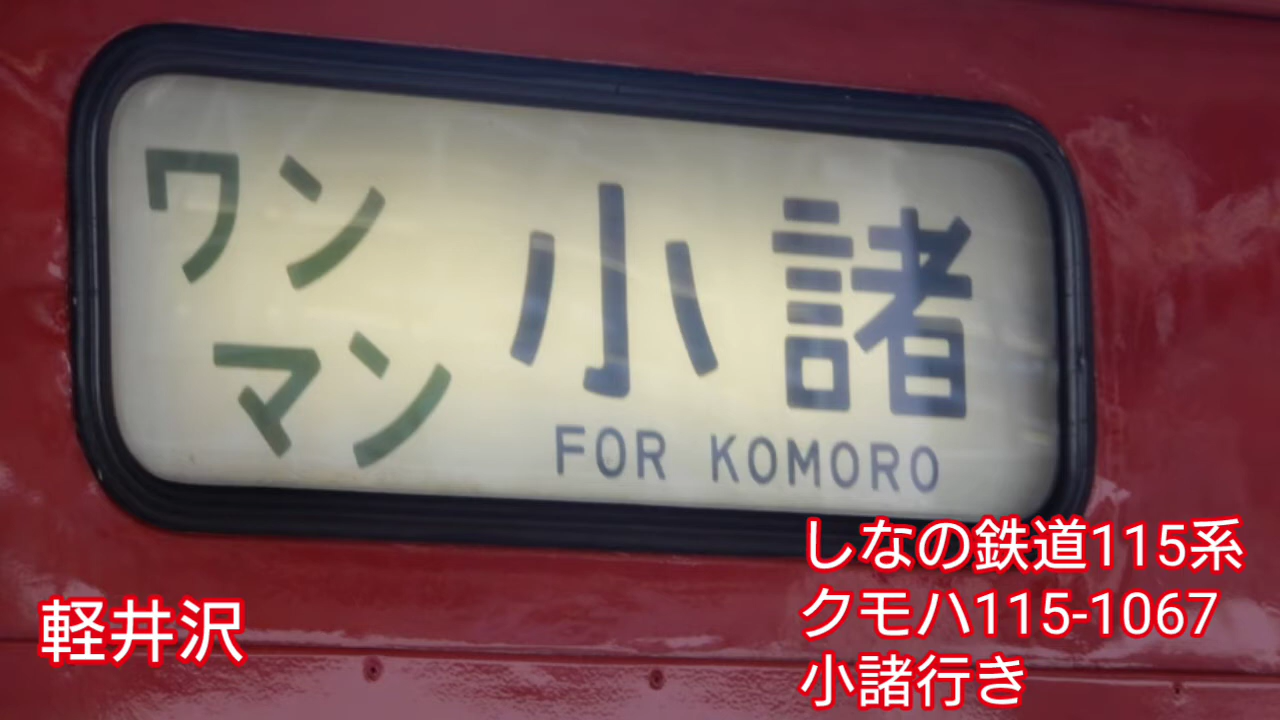 ワン
マン
小諸
FOR KOMORO
軽井沢
しなの鉄道115系
クモハ115-1067
小諸行き